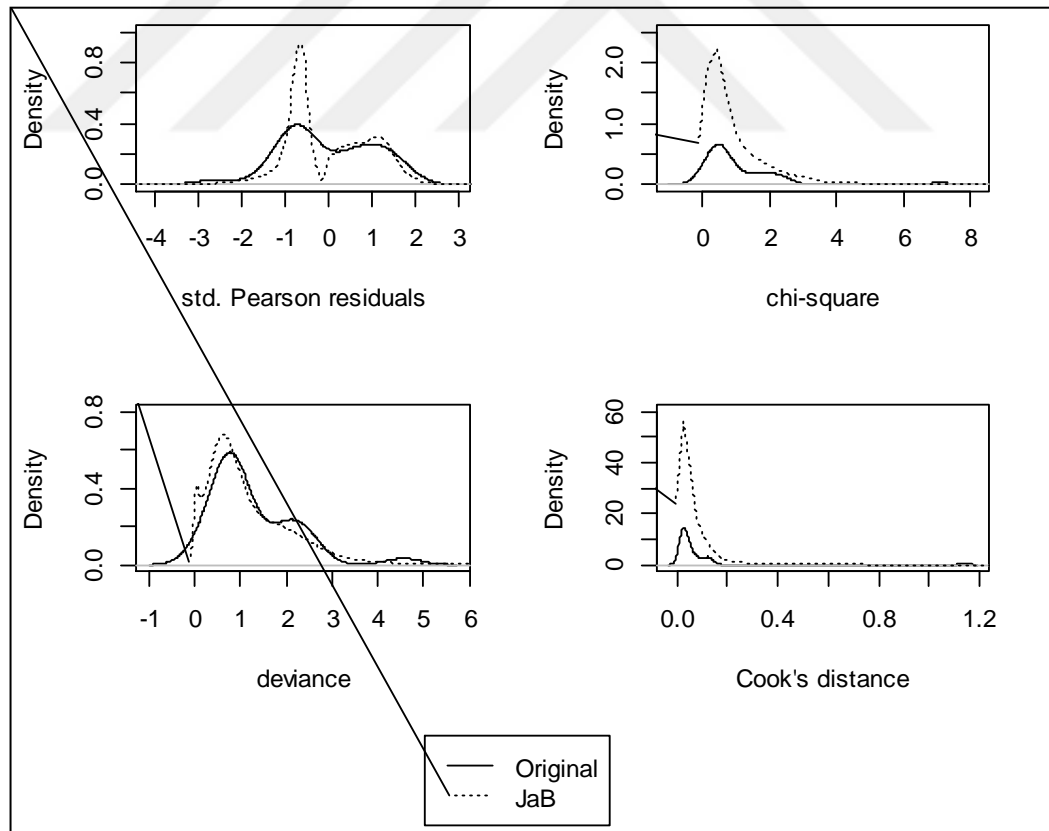 Density
0.0 0.4 0.8
-4 -3 -2 -1 0 1 2 3
std. Pearson residuals
Density
0.0 1.0 2.0
0 2 4 6 8
chi-square
Density
0.0 0.4 0.8
-1 0 1 2 3 4 5 6
deviance
Density
0 20 40 60
0.0 0.4 0.8 1.2
Cook's distance
Original
JaB